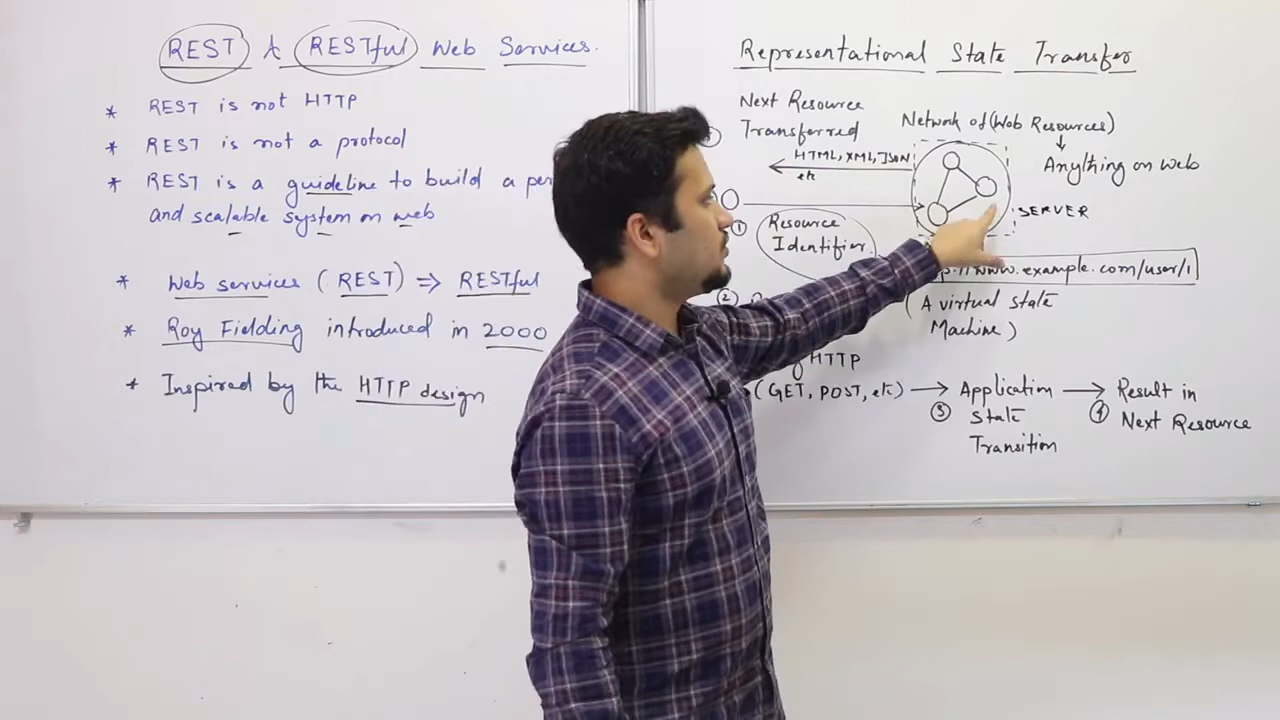 REST & RESTful Web Services.
* REST is not HTTP
* REST is not a protocol
* REST is a guideline to build a
and scalable system on web
* Web services (REST) => RESTful
* Roy Fielding introduced in 2000
* Inspired by the HTTP design
Representational State Transfer
Next Resource
Transferred
HTML, XML, JSON
etc
Network of (Web Resources)
↓
Anything on web
SERVER
① Resource
Identifier
www.example.com/user/1
(A virtual State
Machine)
②
HTTP
(GET, POST, etc) → Application → Result in
③ State ④ Next Resource
Transition